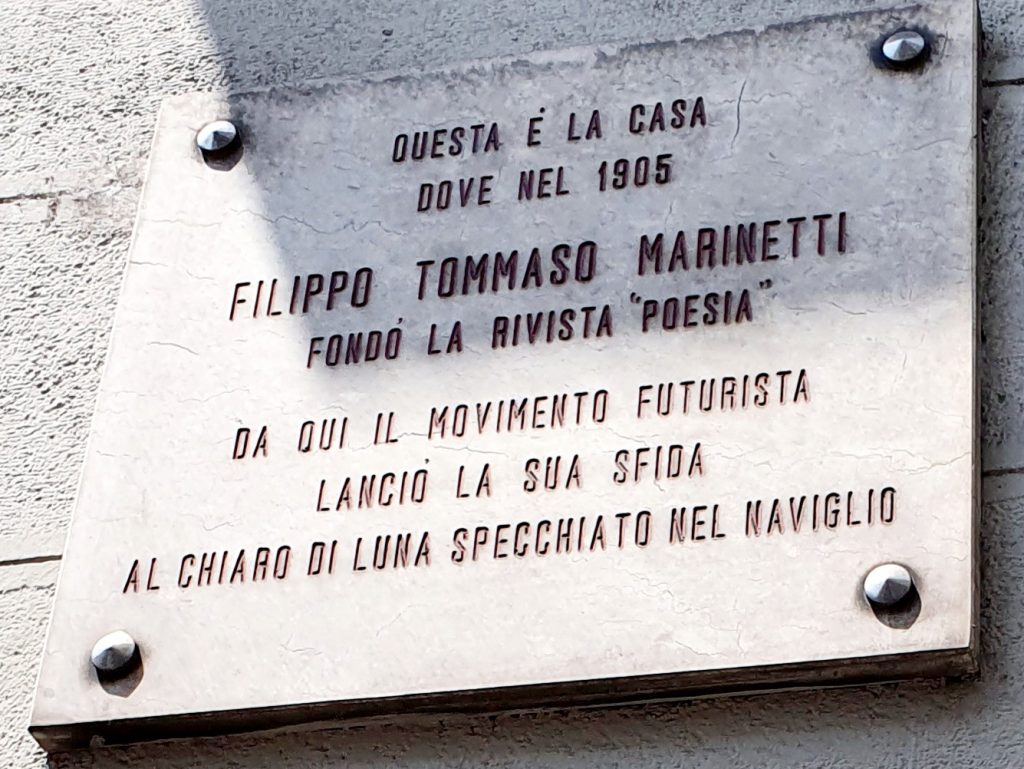 QUESTA È LA CASA
DOVE NEL 1905
FILIPPO TOMMASO MARINETTI
FONDÒ LA RIVISTA "POESIA"
DA QUI IL MOVIMENTO FUTURISTA
LANCIÒ LA SUA SFIDA
AL CHIARO DI LUNA SPECCHIATO NEL NAVIGLIO